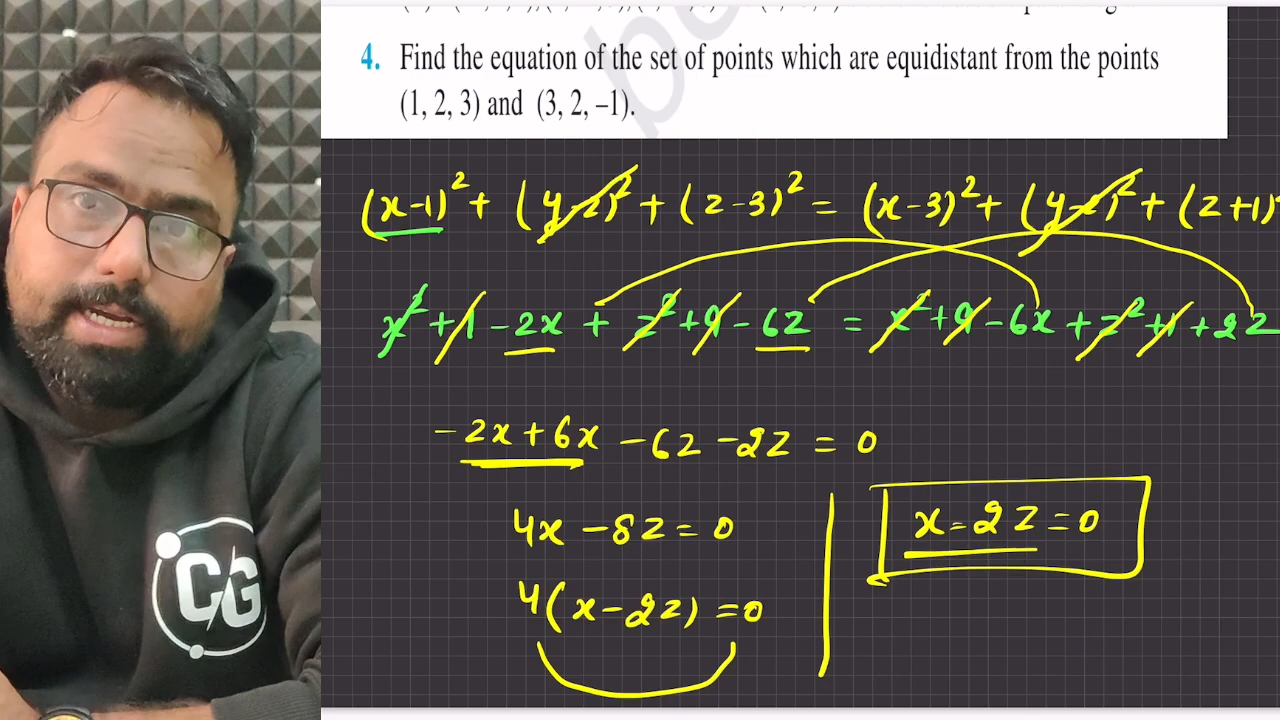 4. Find the equation of the set of points which are equidistant from the points
(1, 2, 3) and (3, 2, –1).
(x-1)² + (y-2)² + (z-3)² = (x-3)² + (y-2)² + (z+1)²
x² + 1 - 2x + z² + 9 - 6z = x² + 9 - 6x + z² + 1 + 2z
-2x + 6x - 6z - 2z = 0
4x - 8z = 0
x - 2z = 0
4(x - 2z) = 0
CG